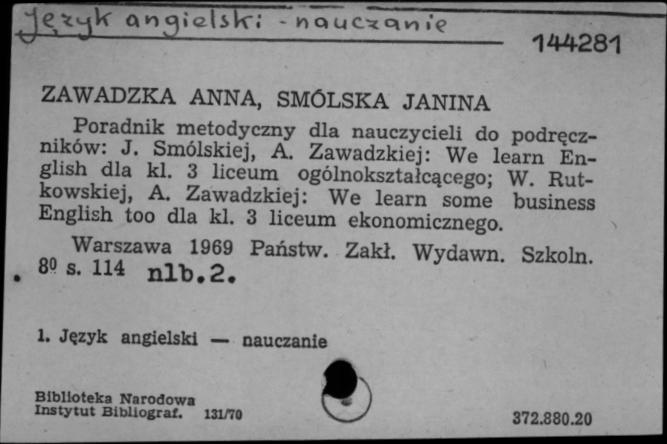 Język angielski - nauczanie
144281
ZAWADZKA ANNA, SMÓLSKA JANINA
Poradnik metodyczny dla nauczycieli do podręcz-
ników: J. Smólskiej, A. Zawadzkiej: We learn En-
glish dla kl. 3 liceum ogólnokształcącego; W. Rut-
kowskiej, A. Zawadzkiej: We learn some business
English too dla kl. 3 liceum ekonomicznego.
Warszawa 1969 Państw. Zakł. Wydawn. Szkoln.
8º s. 114 nlb.2.
1. Język angielski — nauczanie
Biblioteka Narodowa
Instytut Bibliograf. 131/70
372.880.20